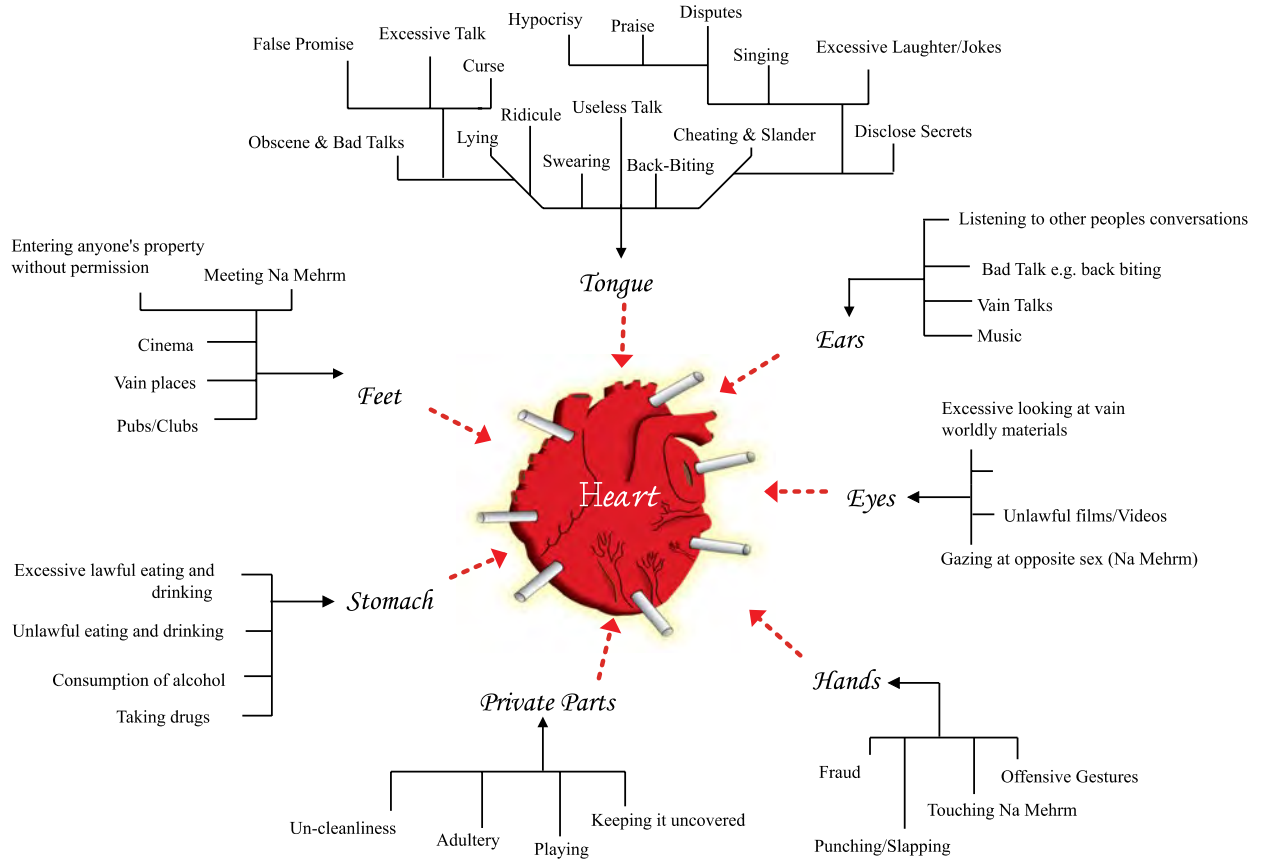 Hypocrisy
Praise
Disputes
False Promise
Excessive Talk
Curse
Singing
Excessive Laughter/Jokes
Obscene & Bad Talks
Lying
Ridicule
Useless Talk
Swearing
Back-Biting
Cheating & Slander
Disclose Secrets
Tongue
Entering anyone's property
without permission
Meeting Na Mehrm
Cinema
Vain places
Pubs/Clubs
Feet
Listening to other peoples conversations
Bad Talk e.g. back biting
Vain Talks
Music
Ears
Excessive looking at vain
worldly materials
Unlawful films/Videos
Gazing at opposite sex (Na Mehrm)
Eyes
Heart
Excessive lawful eating and
drinking
Unlawful eating and drinking
Consumption of alcohol
Taking drugs
Stomach
Private Parts
Un-cleanliness
Adultery
Playing
Keeping it uncovered
Hands
Fraud
Punching/Slapping
Touching Na Mehrm
Offensive Gestures